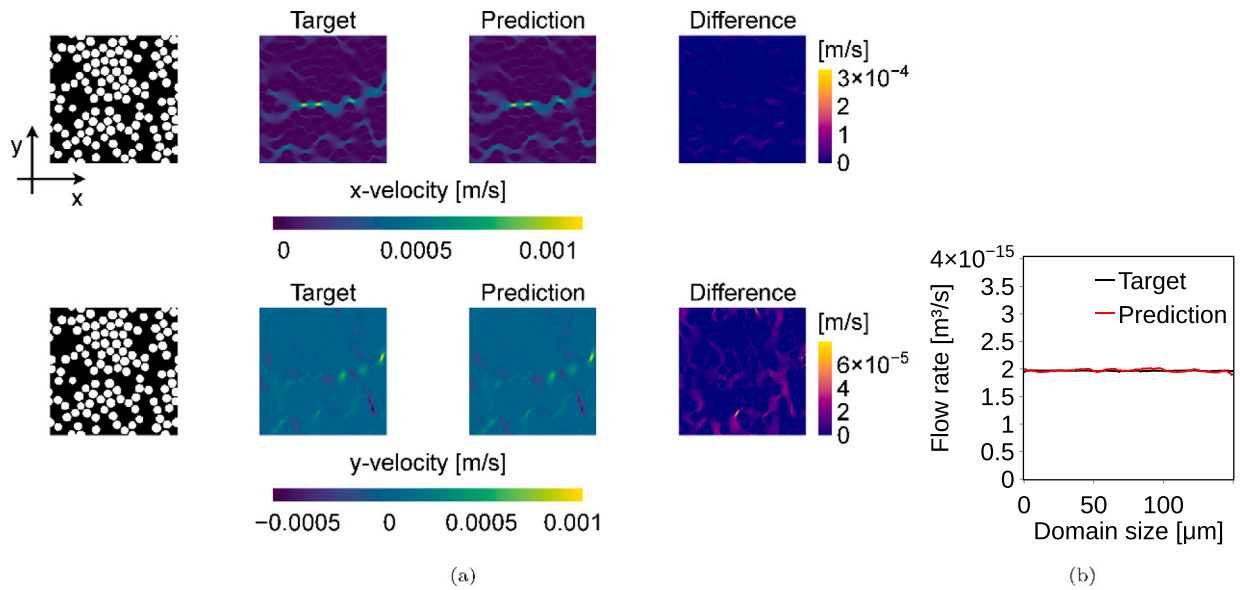 Target
Prediction
Difference
[m/s]
3×10⁻⁴
2
1
0
y
x
x-velocity [m/s]
0
0.0005
0.001
Target
Prediction
Difference
[m/s]
6×10⁻⁵
4
2
0
y-velocity [m/s]
−0.0005
0
0.0005
0.001
(a)
4×10⁻¹⁵
3.5
3
2.5
2
1.5
1
0.5
0
Flow rate [m³/s]
Target
Prediction
0
50
100
Domain size [µm]
(b)